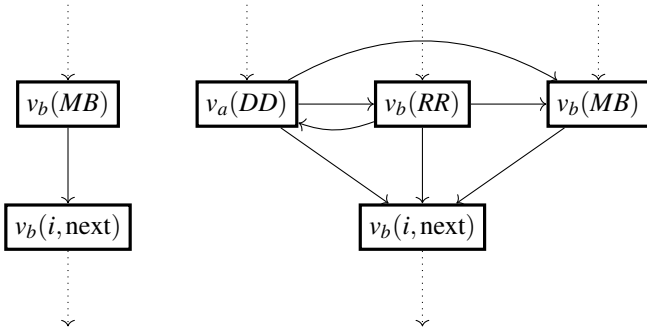 v_b(MB) v_a(DD) v_b(RR) v_b(MB)
v_b(i, next) v_b(i, next)